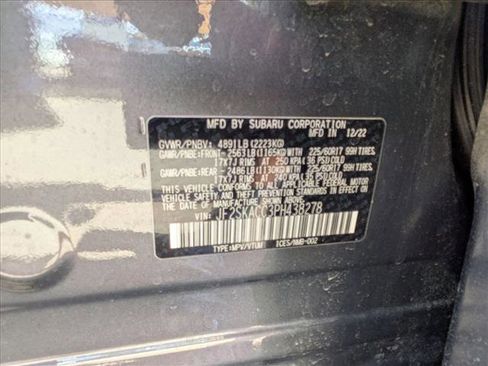 MFD. BY SUBARU CORPORATION
MFD. IN 12/22
GVWR/PNBV: 4891LB(2223KG)
GAWR/PNBE:FRONT - 2563LB(1165KG)WITH 225/60R17 99H TIRES.
17X7J RIMS AT 250 KPA(36 PSI)COLD
GAWR/PNBE:REAR - 2486LB(1130KG)WITH 225/60R17 99H TIRES.
17X7J RIMS AT 240 KPA(35 PSI)COLD
THIS VEHICLE CONFORMS TO ALL APPLICABLE FEDERAL
MOTOR VEHICLE SAFETY AND THEFT PREVENTION STANDARDS
IN EFFECT ON THE DATE OF MANUFACTURE SHOWN ABOVE.
VIN: JF2SKACC3PH438278
TYPE:MPV/VTUM ICES/NMB-002